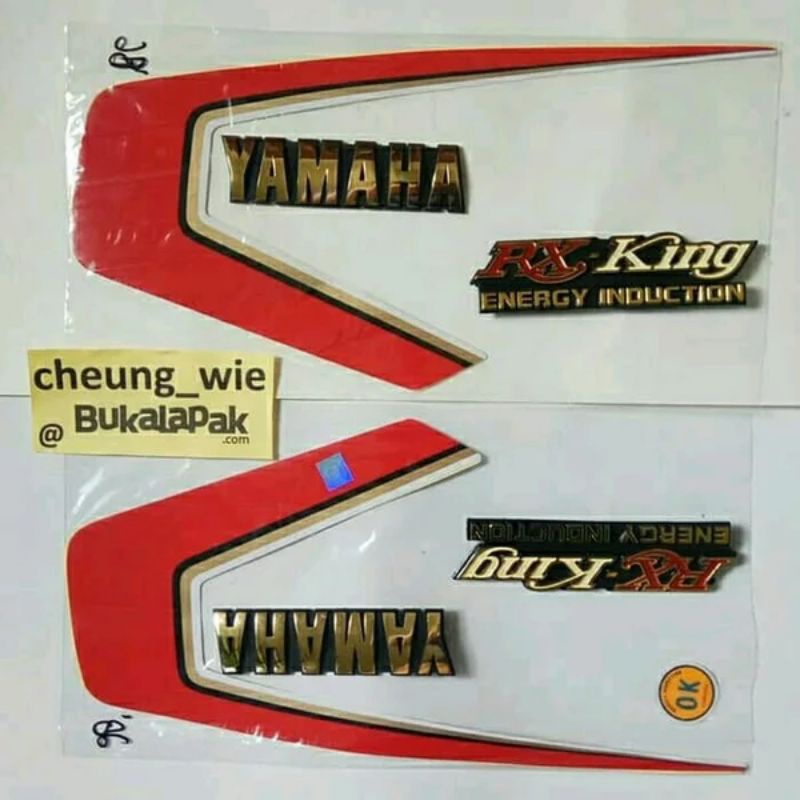 YAMAHA
RX-King
ENERGY INDUCTION
cheung_wie
@ BukalaPak
.com
ENERGY INDUCTION
RX-King
YAMAHA
OK